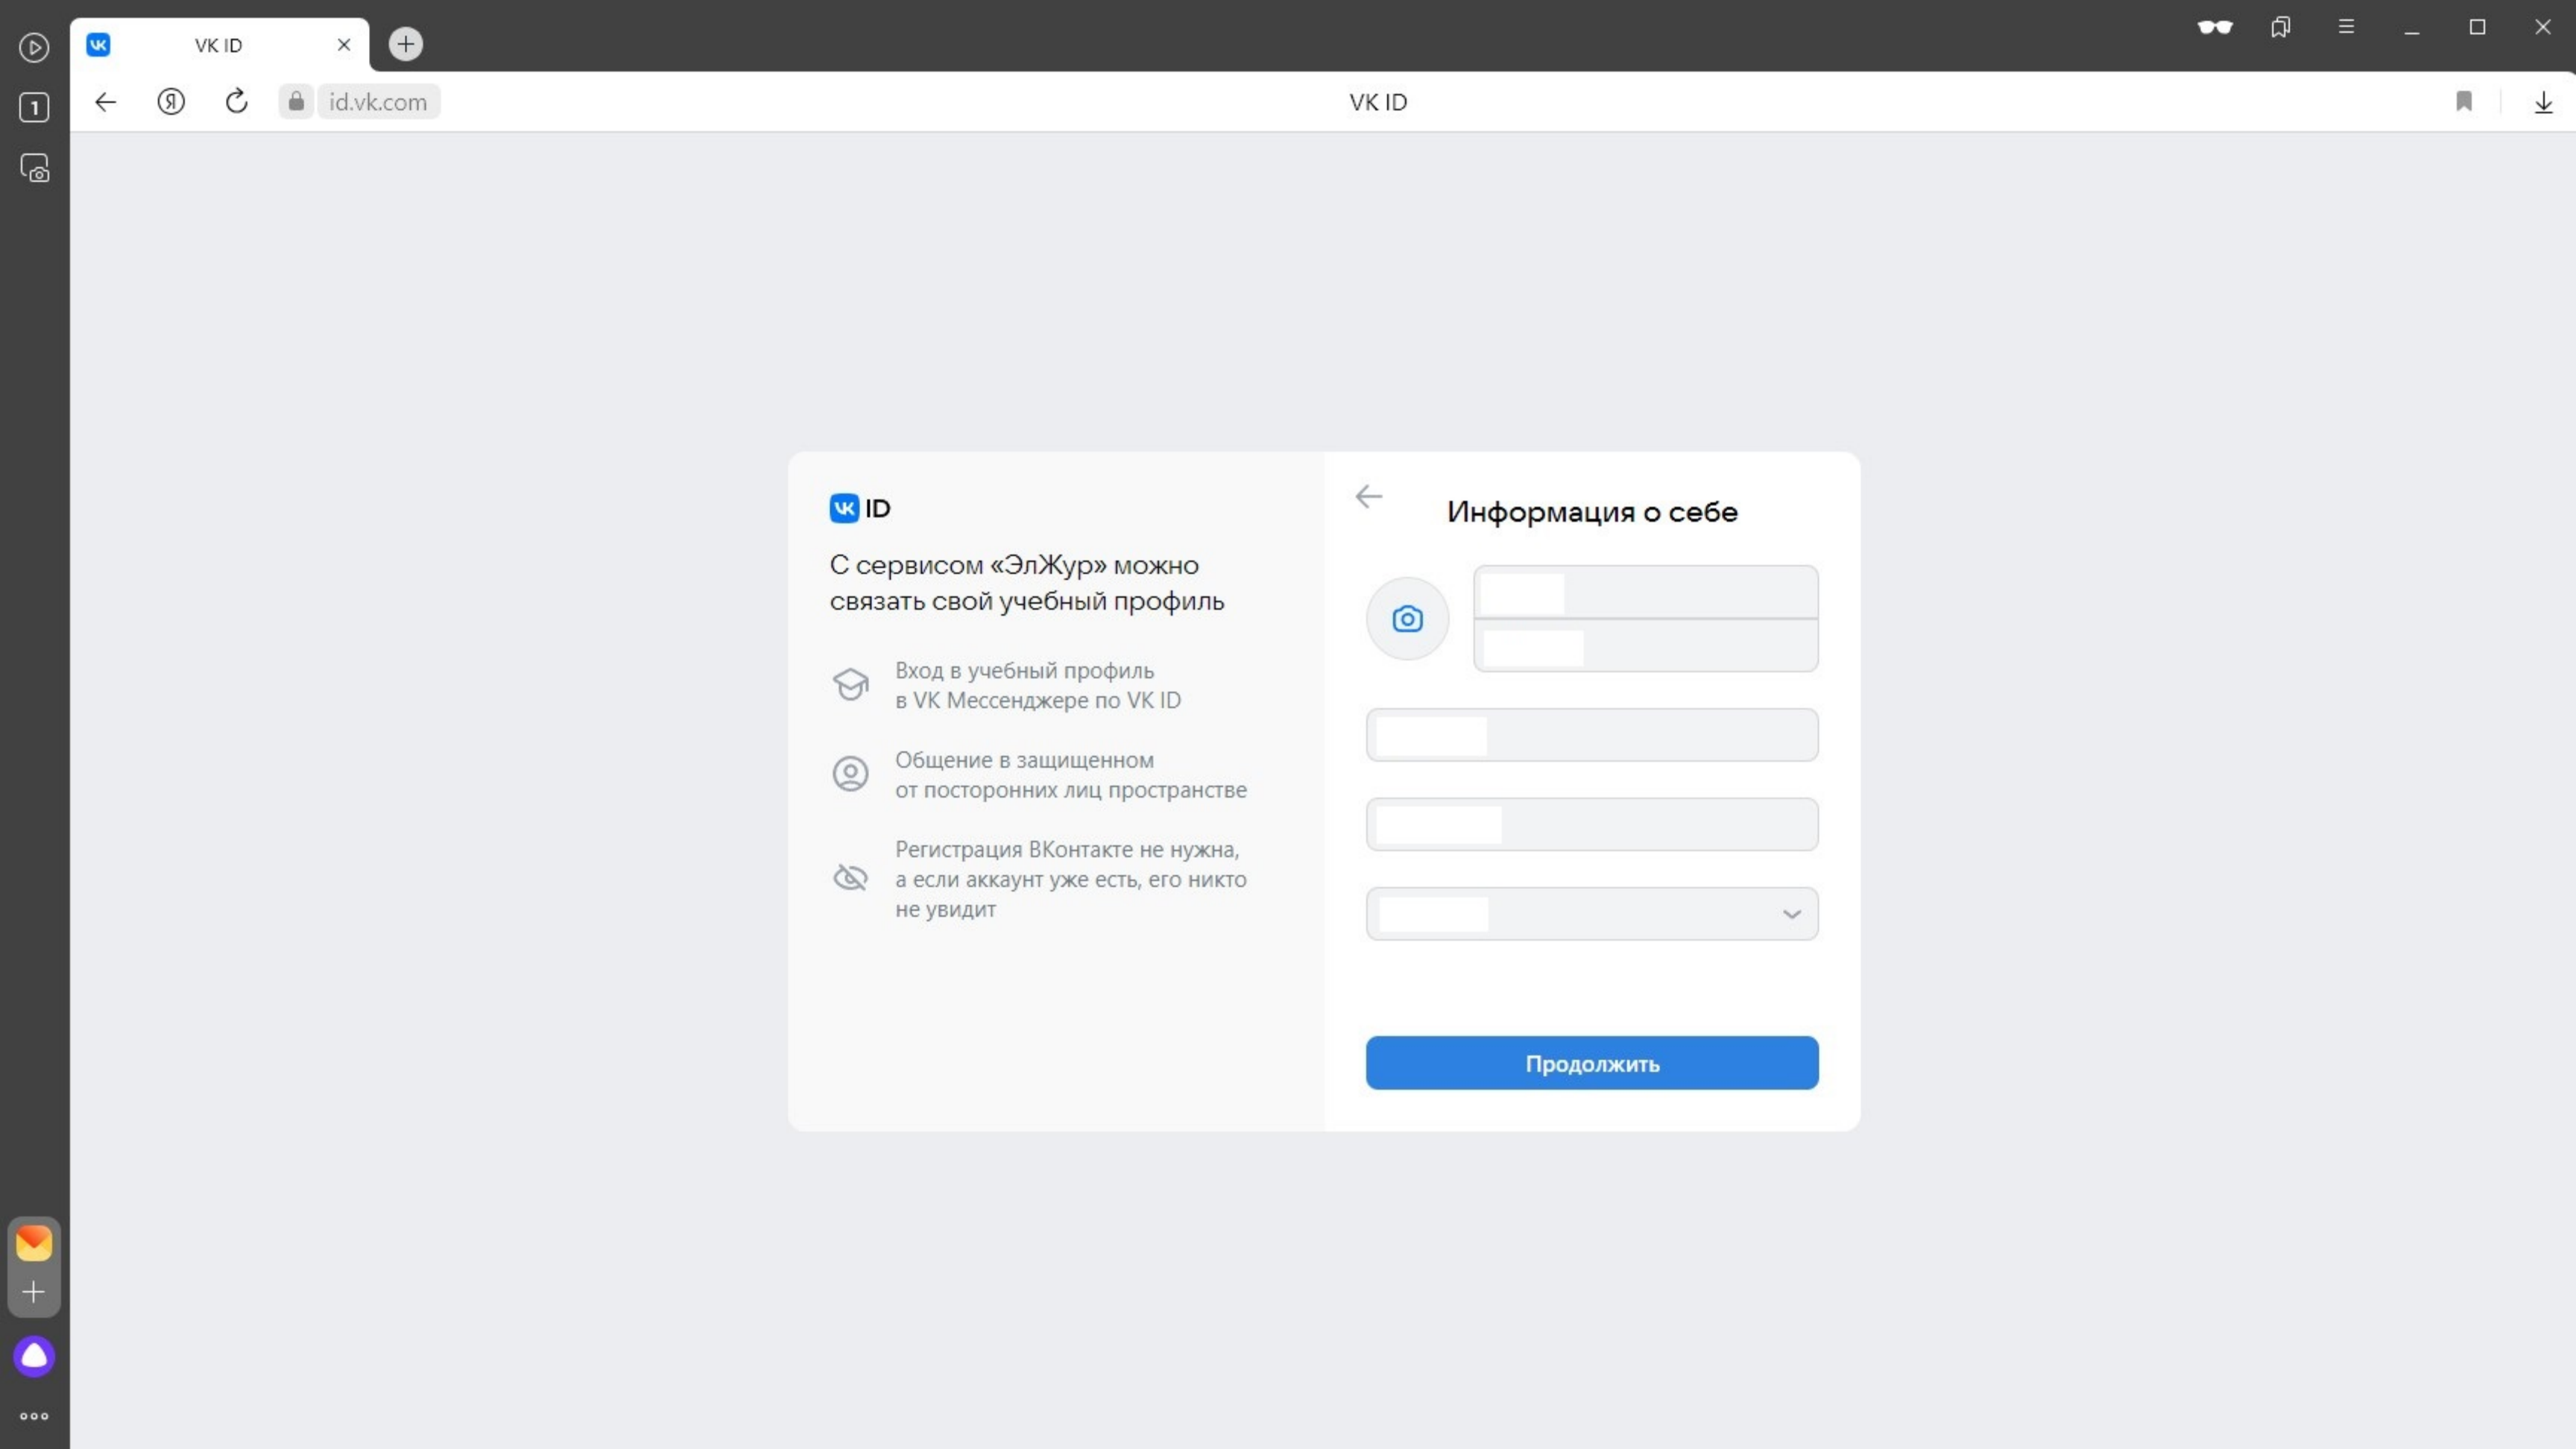 VK ID
1
Я
id.vk.com
VK ID
VK ID
С сервисом «ЭлЖур» можно
связать свой учебный профиль
Вход в учебный профиль
в VK Мессенджере по VK ID
Общение в защищенном
от посторонних лиц пространстве
Регистрация ВКонтакте не нужна,
а если аккаунт уже есть, его никто
не увидит
Информация о себе
Продолжить